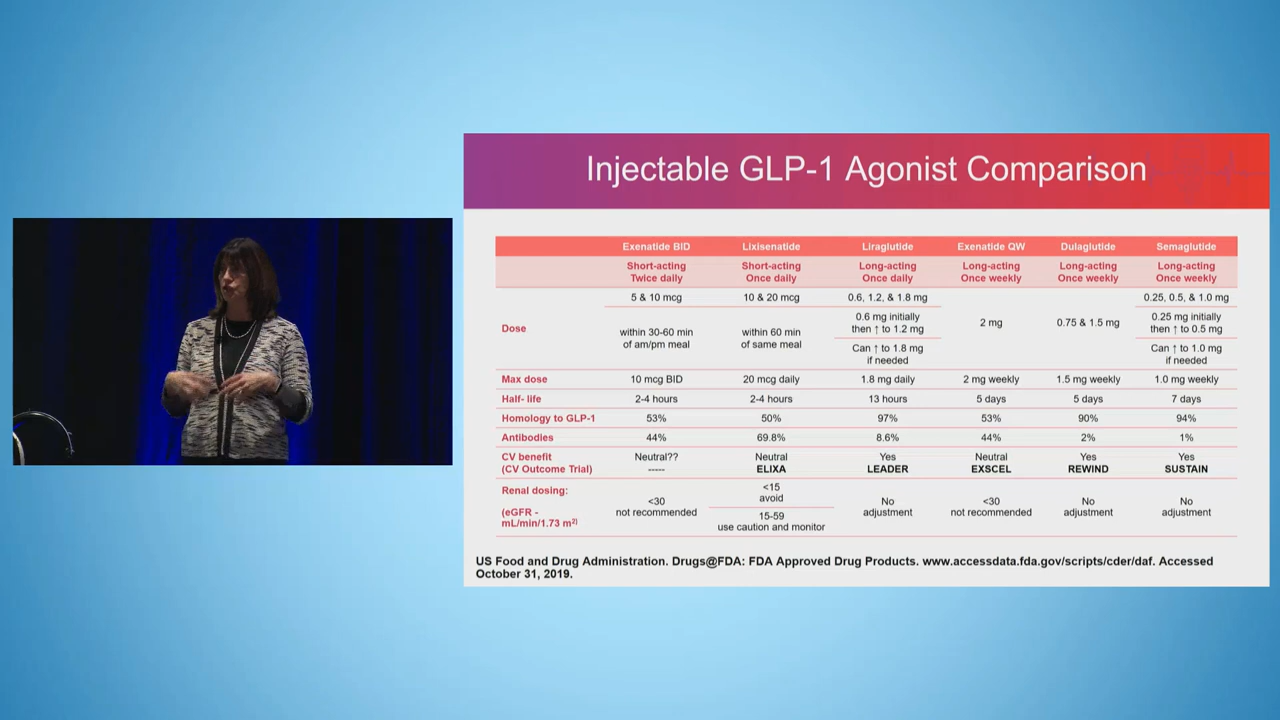 Injectable GLP-1 Agonist Comparison
Exenatide BID Lixisenatide Liraglutide Exenatide QW Dulaglutide Semaglutide
Short-acting Short-acting Long-acting Long-acting Long-acting Long-acting
Twice daily Once daily Once daily Once weekly Once weekly Once weekly
Dose
5 & 10 mcg
within 30-60 min
of am/pm meal
10 & 20 mcg
within 60 min
of same meal
0.6, 1.2, & 1.8 mg
0.6 mg initially
then ↑ to 1.2 mg
Can ↑ to 1.8 mg
if needed
2 mg
0.75 & 1.5 mg
0.25, 0.5, & 1.0 mg
0.25 mg initially
then ↑ to 0.5 mg
Can ↑ to 1.0 mg
if needed
Max dose 10 mcg BID 20 mcg daily 1.8 mg daily 2 mg weekly 1.5 mg weekly 1.0 mg weekly
Half- life 2-4 hours 2-4 hours 13 hours 5 days 5 days 7 days
Homology to GLP-1 53% 50% 97% 53% 90% 94%
Antibodies 44% 69.8% 8.6% 44% 2% 1%
CV benefit Neutral?? Neutral Yes Neutral Yes Yes
(CV Outcome Trial) ----- ELIXA LEADER EXSCEL REWIND SUSTAIN
Renal dosing:
(eGFR -
mL/min/1.73 m²)
<30
not recommended
<15
avoid
15-59
use caution and monitor
No
adjustment
<30
not recommended
No
adjustment
No
adjustment
US Food and Drug Administration. Drugs@FDA: FDA Approved Drug Products. www.accessdata.fda.gov/scripts/cder/daf. Accessed
October 31, 2019.